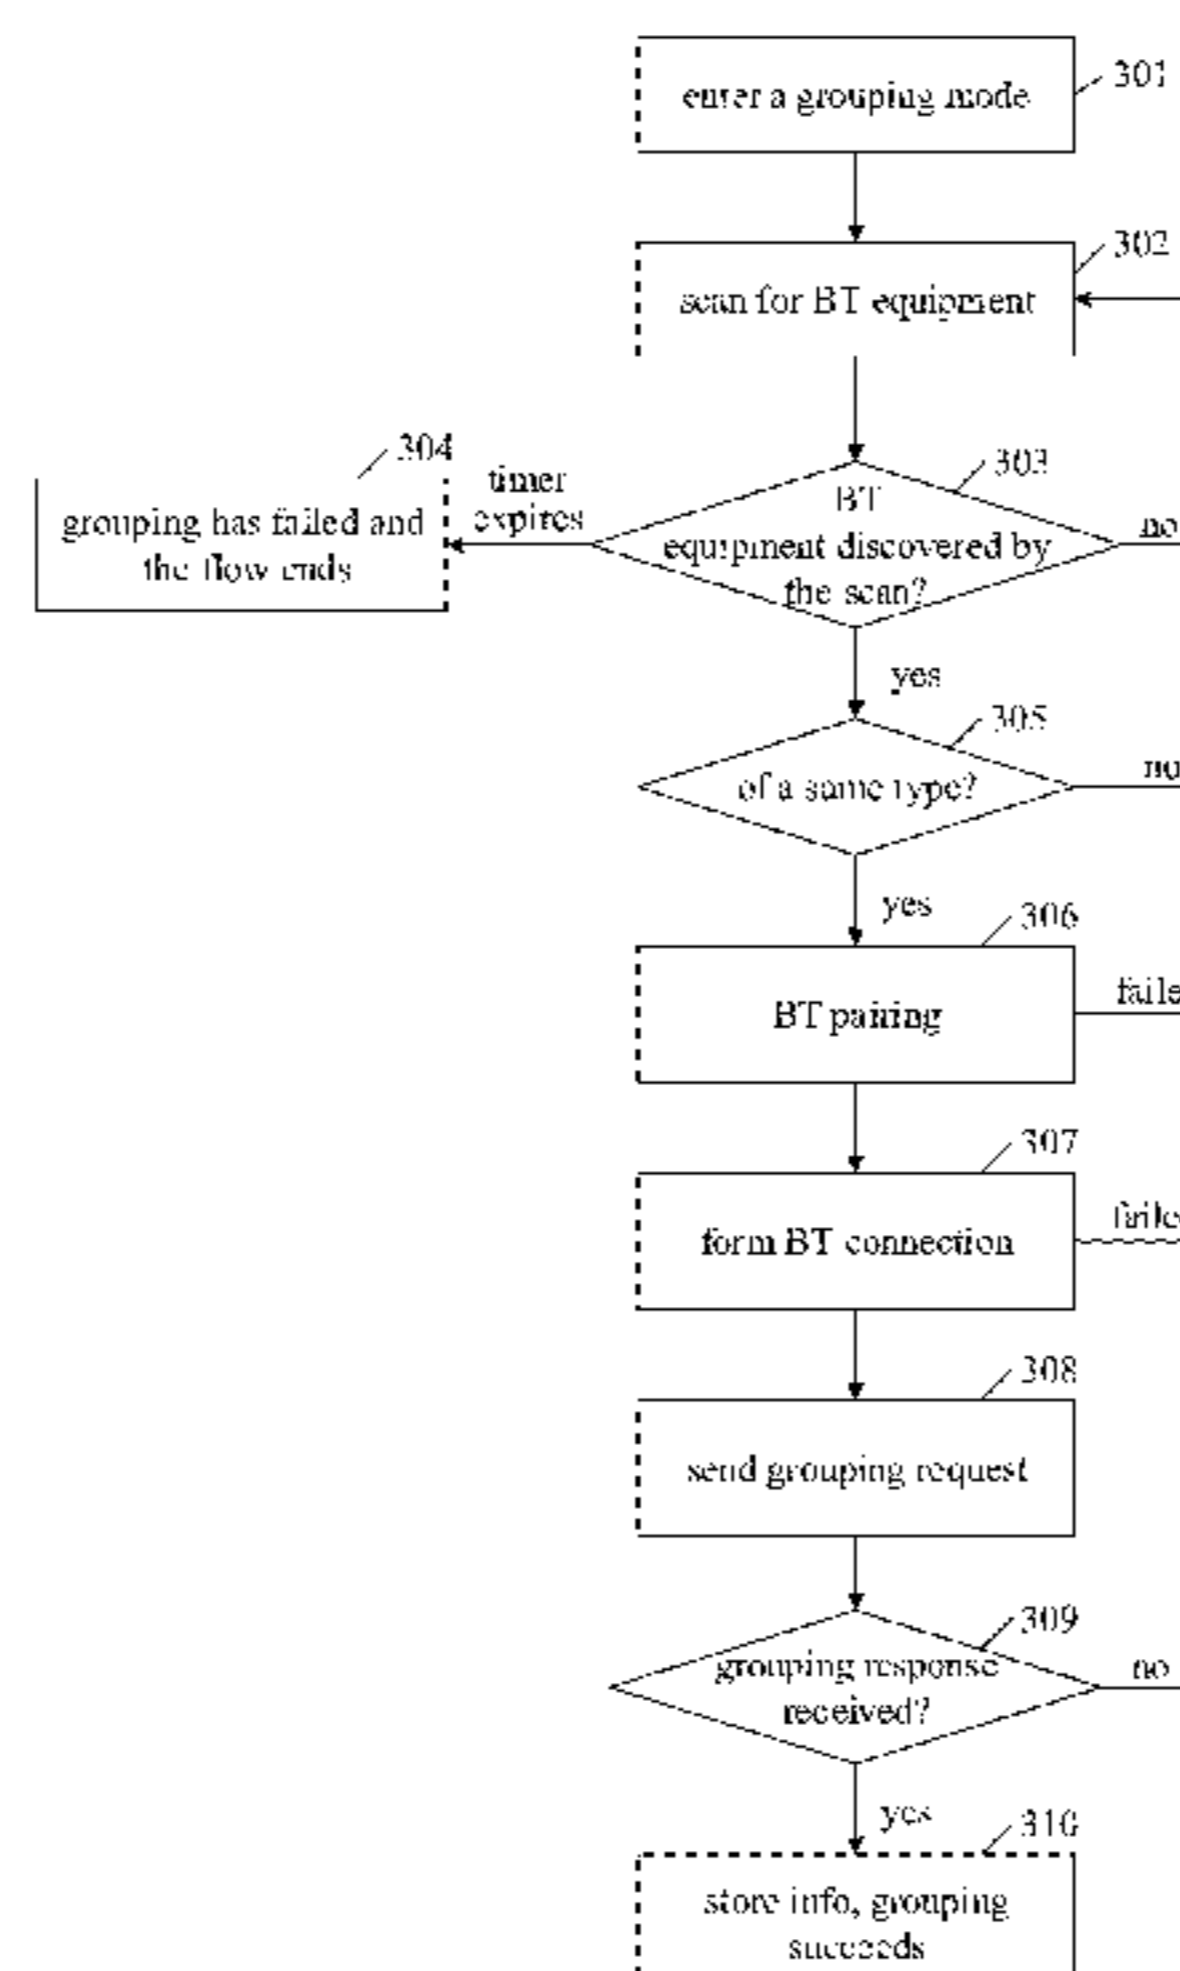 enter a grouping mode
301
scan for BT equipment
302
304
grouping has failed and
the flow ends
timer
expires
303
BT
equipment discovered by
the scan?
no
yes
305
of a same type?
no
yes
306
BT pairing
faile
307
form BT connection
faile
308
send grouping request
309
grouping response
received?
no
yes
310
store info, grouping
succeeds